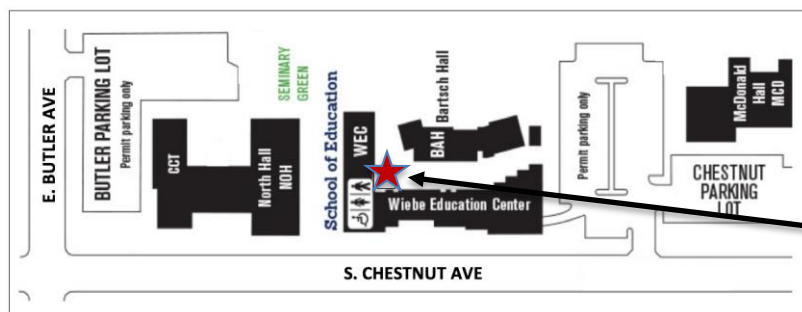 E. BUTLER AVE
BUTLER PARKING LOT
Permit parking only
CCT
North Hall
NOH
SEMINARY
GREEN
School of Education
WEC
Wiebe Education Center
BAH
Bartsch Hall
Permit parking only
McDonald
Hall
MCD
CHESTNUT
PARKING
LOT
S. CHESTNUT AVE